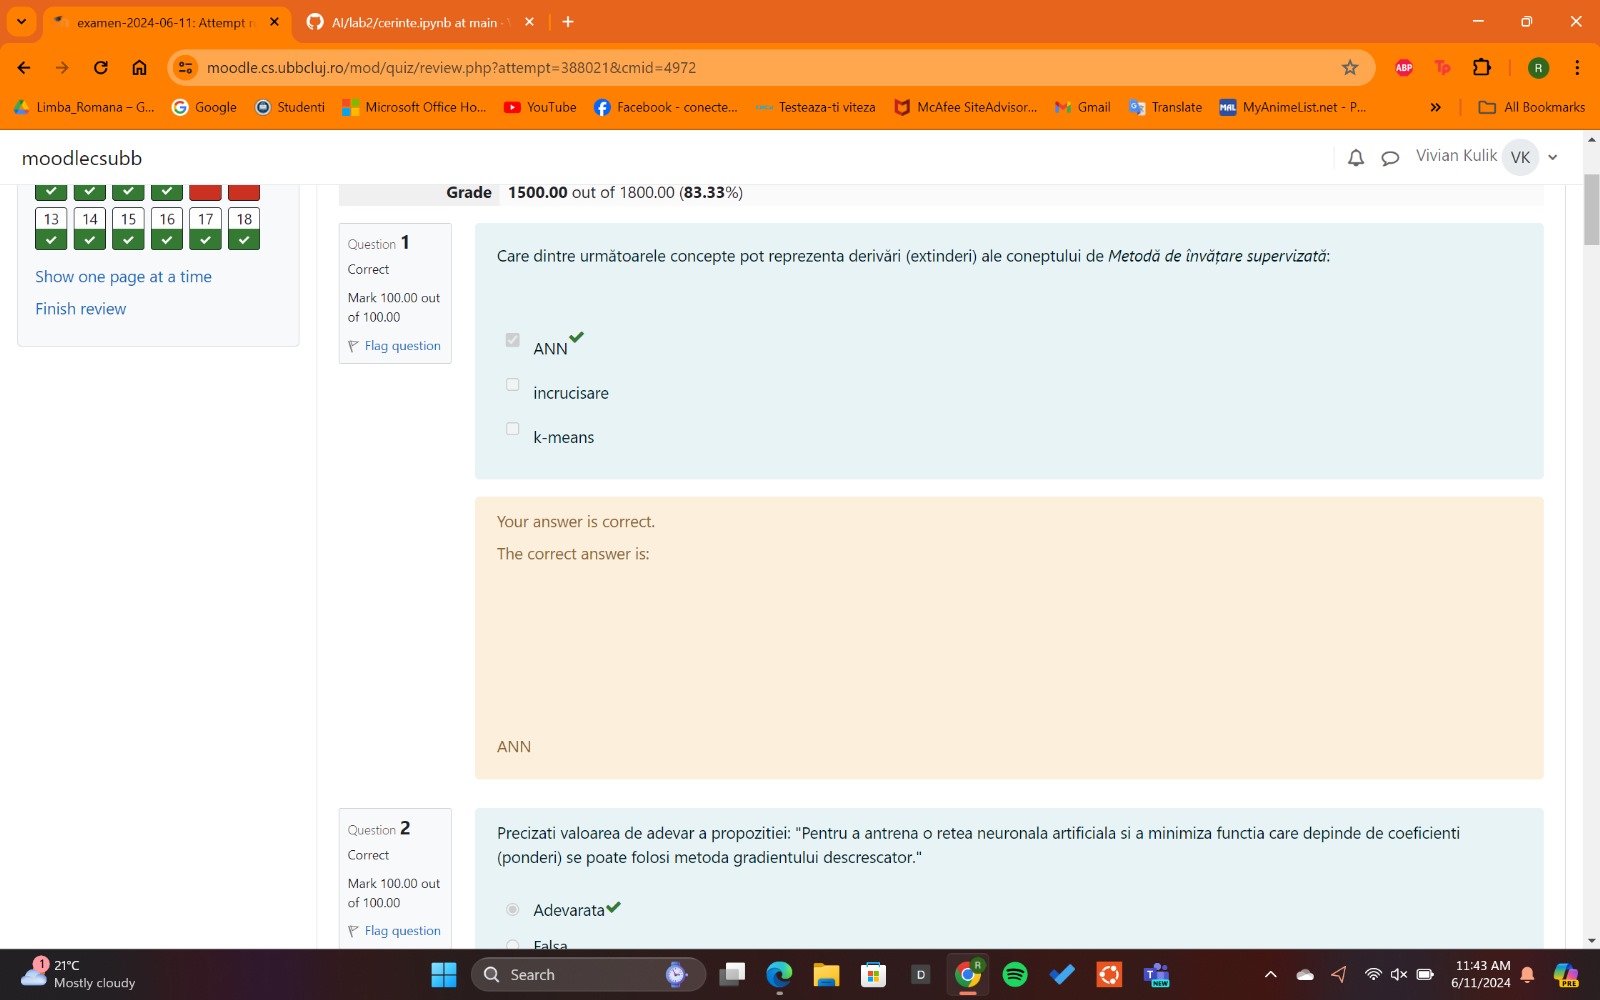 examen-2024-06-11: Attempt
AI/lab2/cerinte.ipynb at main ·
moodle.cs.ubbcluj.ro/mod/quiz/review.php?attempt=388021&cmid=4972
ABP
Tp
R
Limba_Romana – G...
Google
Studenti
Microsoft Office Ho...
YouTube
Facebook - conecte...
Testeaza-ti viteza
McAfee SiteAdvisor...
Gmail
Translate
MAL
MyAnimeList.net - P...
»
All Bookmarks
moodlecsubb
Vivian Kulik
VK
13 14 15 16 17 18
Show one page at a time
Finish review
Grade 1500.00 out of 1800.00 (83.33%)
Question 1
Correct
Mark 100.00 out
of 100.00
Flag question
Care dintre următoarele concepte pot reprezenta derivări (extinderi) ale coneptului de Metodă de învățare supervizată:
ANN
incrucisare
k-means
Your answer is correct.
The correct answer is:
ANN
Question 2
Correct
Mark 100.00 out
of 100.00
Flag question
Precizati valoarea de adevar a propozitiei: "Pentru a antrena o retea neuronala artificiala si a minimiza functia care depinde de coeficienti
(ponderi) se poate folosi metoda gradientului descrescator."
Adevarata
Falsa
1
21°C
Mostly cloudy
Search
D
R
NEW
11:43 AM
6/11/2024
PRE